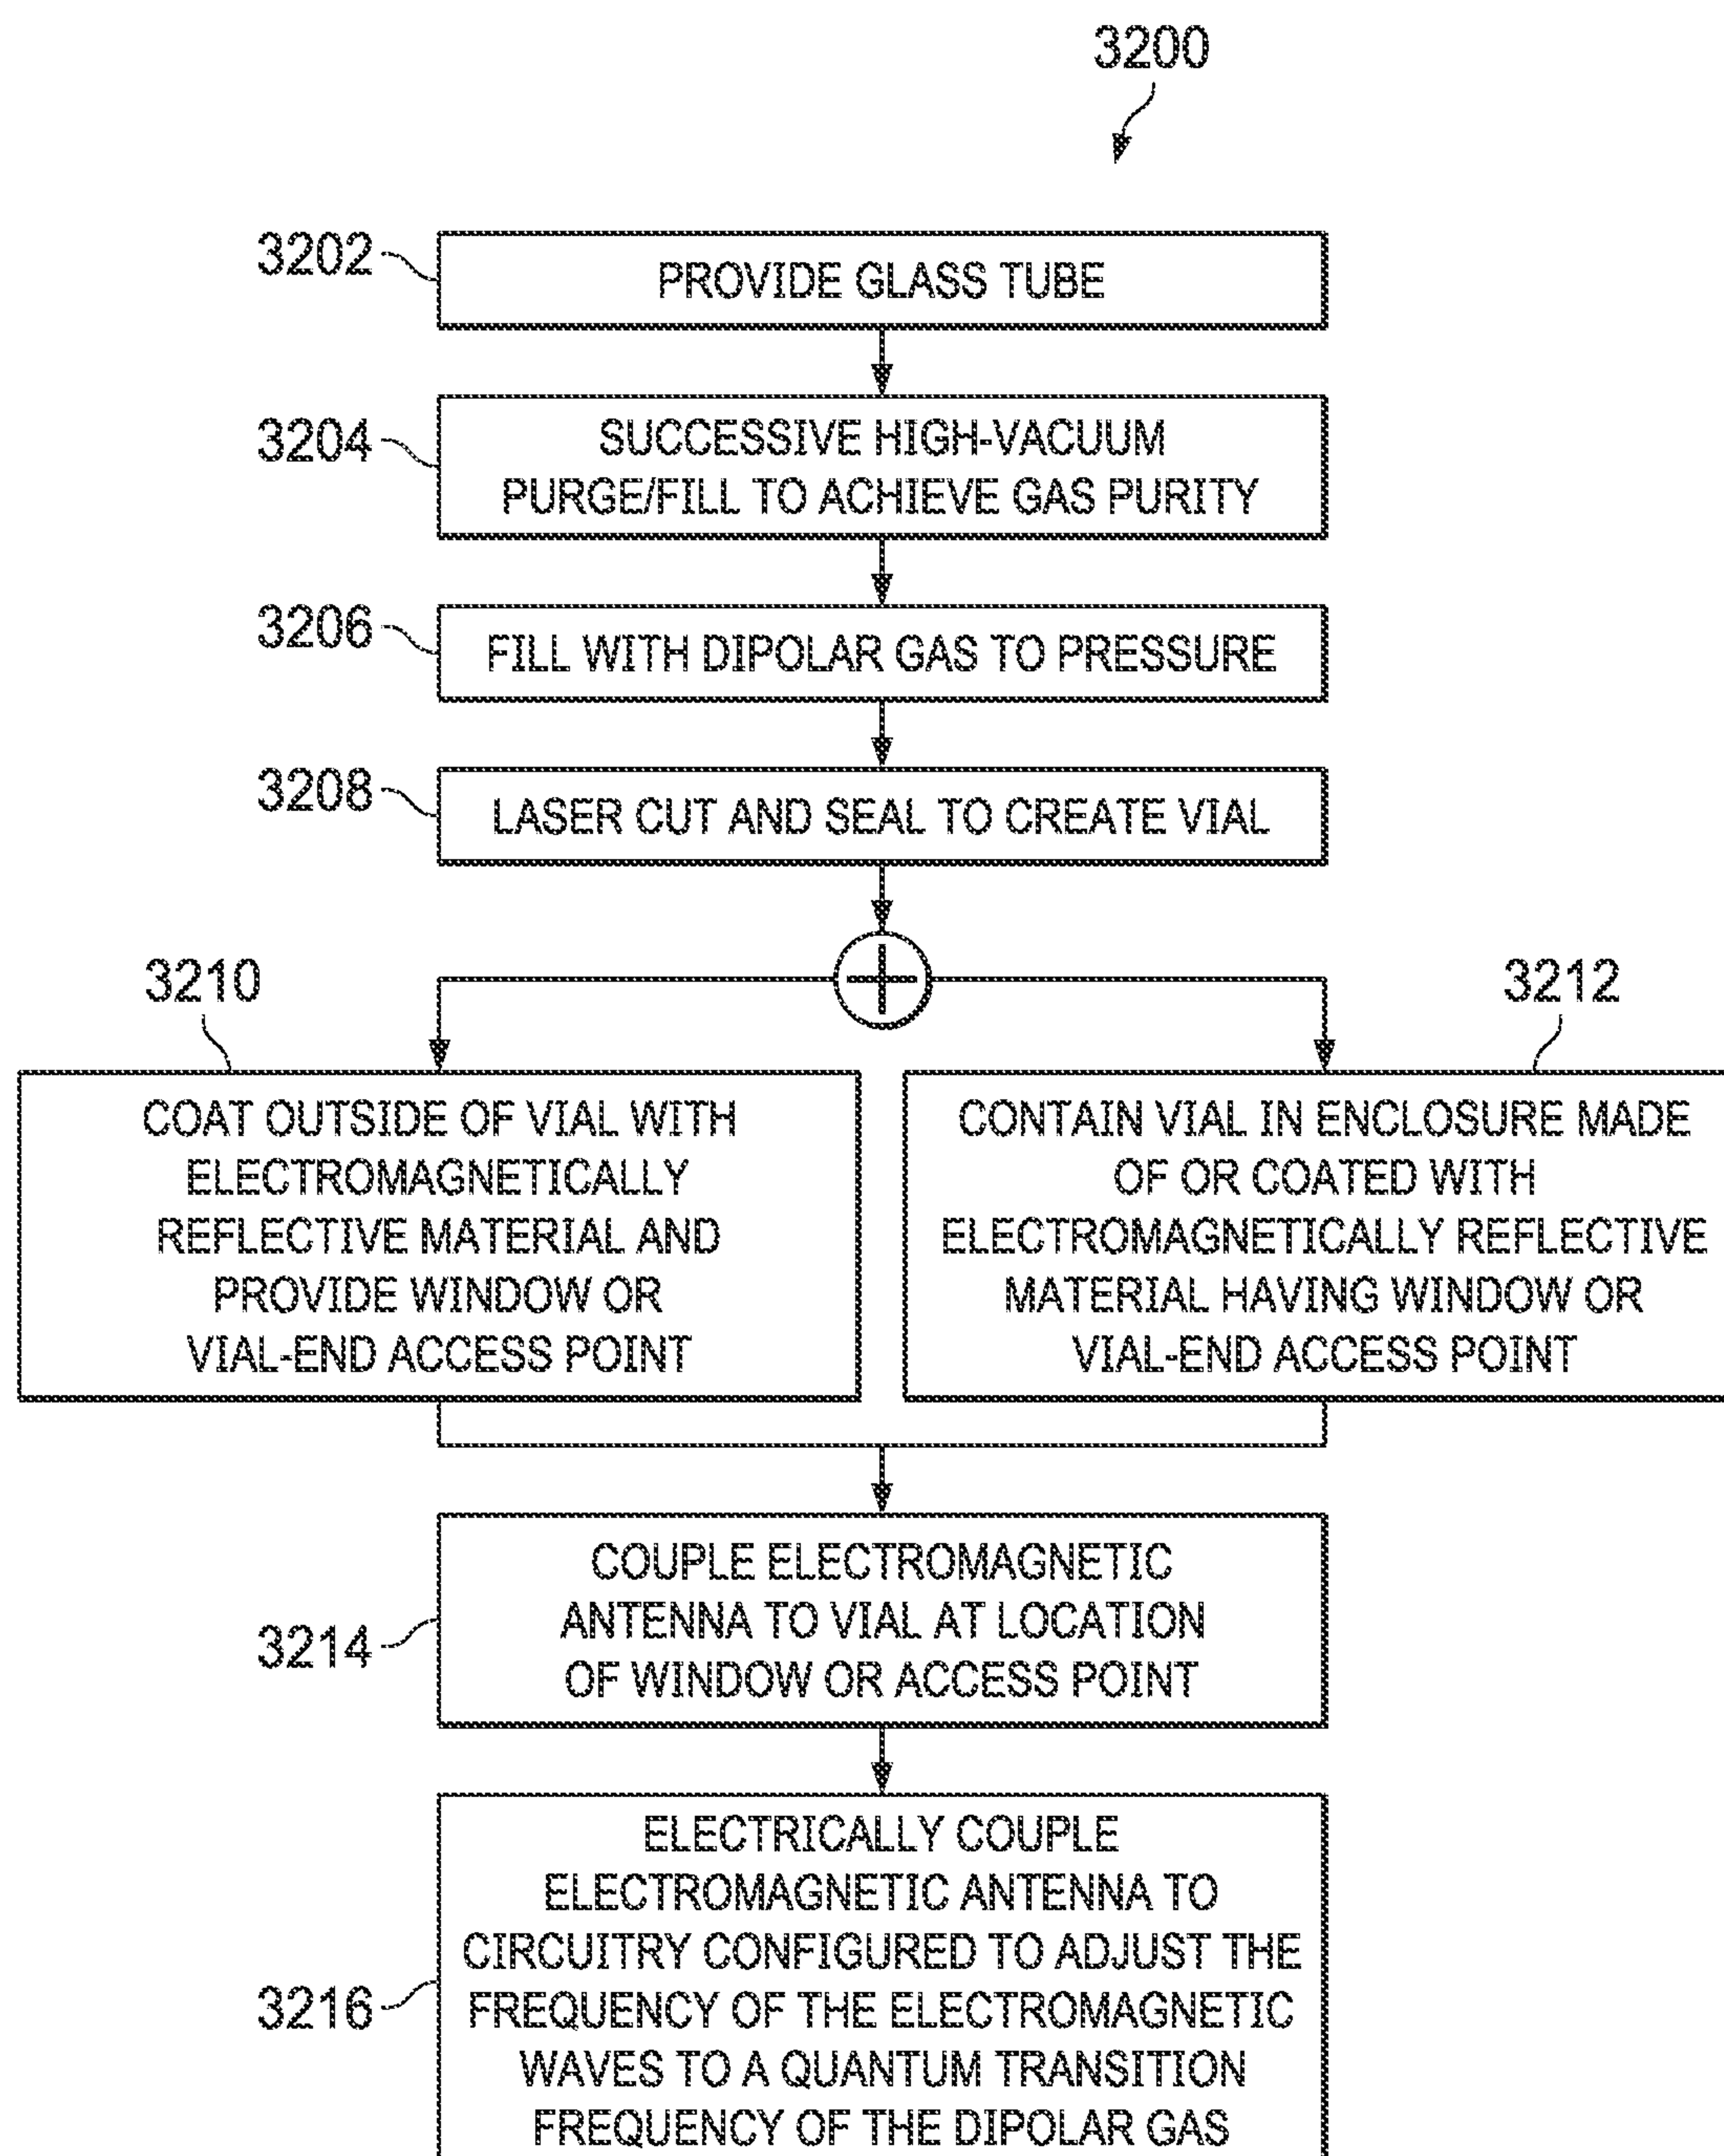 3200
3202
PROVIDE GLASS TUBE
3204
SUCCESSIVE HIGH-VACUUM
PURGE/FILL TO ACHIEVE GAS PURITY
3206
FILL WITH DIPOLAR GAS TO PRESSURE
3208
LASER CUT AND SEAL TO CREATE VIAL
3210
COAT OUTSIDE OF VIAL WITH
ELECTROMAGNETICALLY
REFLECTIVE MATERIAL AND
PROVIDE WINDOW OR
VIAL-END ACCESS POINT
3212
CONTAIN VIAL IN ENCLOSURE MADE
OF OR COATED WITH
ELECTROMAGNETICALLY REFLECTIVE
MATERIAL HAVING WINDOW OR
VIAL-END ACCESS POINT
3214
COUPLE ELECTROMAGNETIC
ANTENNA TO VIAL AT LOCATION
OF WINDOW OR ACCESS POINT
3216
ELECTRICALLY COUPLE
ELECTROMAGNETIC ANTENNA TO
CIRCUITRY CONFIGURED TO ADJUST THE
FREQUENCY OF THE ELECTROMAGNETIC
WAVES TO A QUANTUM TRANSITION
FREQUENCY OF THE DIPOLAR GAS